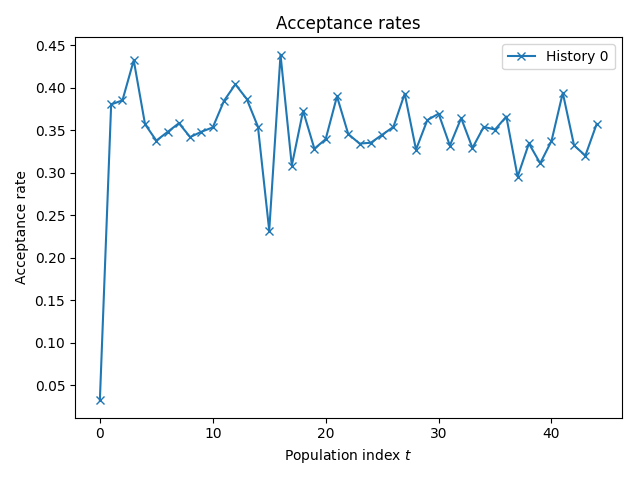 Acceptance rates
History 0
Acceptance rate
0.45
0.40
0.35
0.30
0.25
0.20
0.15
0.10
0.05
0 10 20 30 40
Population index t